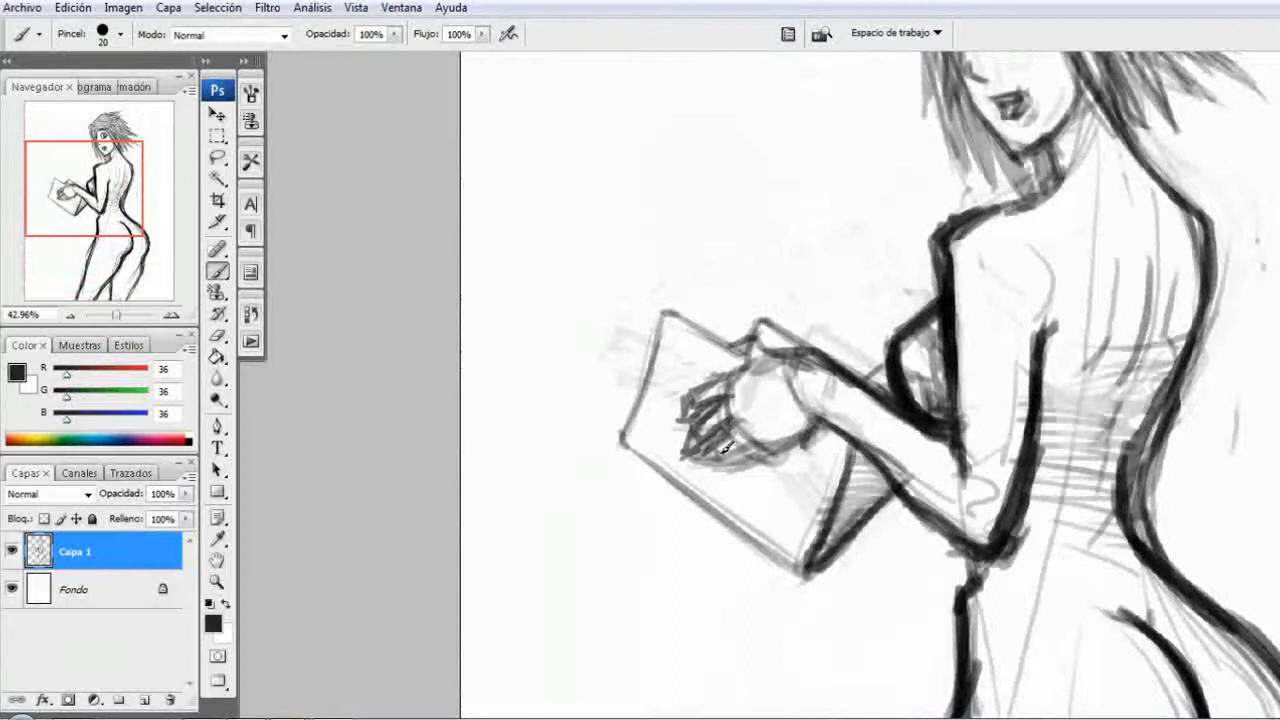 Archivo Edición Imagen Capa Selección Filtro Análisis Vista Ventana Ayuda
Pincel: 20 Modo: Normal Opacidad: 100% Flujo: 100% Espacio de trabajo
Navegador x ograma mación
Ps
42.96%
Color x Muestras Estilos
R 36
G 36
B 36
Capas x Canales Trazados
Normal Opacidad: 100%
Bloq.: Relleno: 100%
Capa 1
Fondo